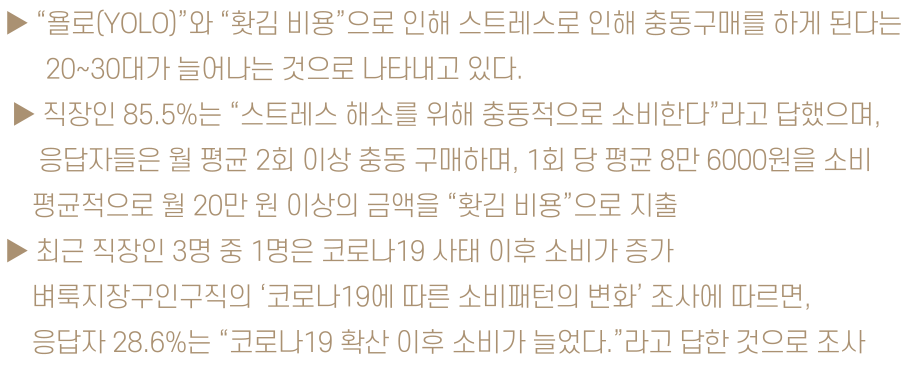 ▶ “욜로(YOLO)”와 “홧김 비용”으로 인해 스트레스로 인해 충동구매를 하게 된다는
20~30대가 늘어나는 것으로 나타내고 있다.
▶ 직장인 85.5%는 “스트레스 해소를 위해 충동적으로 소비한다”라고 답했으며,
응답자들은 월 평균 2회 이상 충동 구매하며, 1회 당 평균 8만 6000원을 소비
평균적으로 월 20만 원 이상의 금액을 “홧김 비용”으로 지출
▶ 최근 직장인 3명 중 1명은 코로나19 사태 이후 소비가 증가
벼룩지장구인구직의 ‘코로나19에 따른 소비패턴의 변화’ 조사에 따르면,
응답자 28.6%는 “코로나19 확산 이후 소비가 늘었다.”라고 답한 것으로 조사